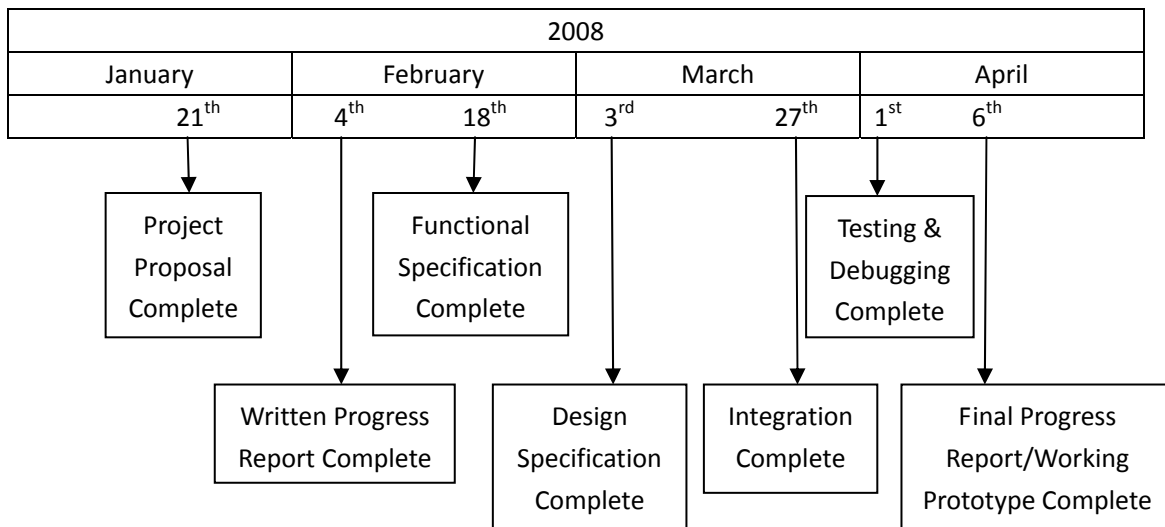 2008
January February March April
21th 4th 18th 3rd 27th 1st 6th
Project
Proposal
Complete
Functional
Specification
Complete
Testing &
Debugging
Complete
Written Progress
Report Complete
Design
Specification
Complete
Integration
Complete
Final Progress
Report/Working
Prototype Complete